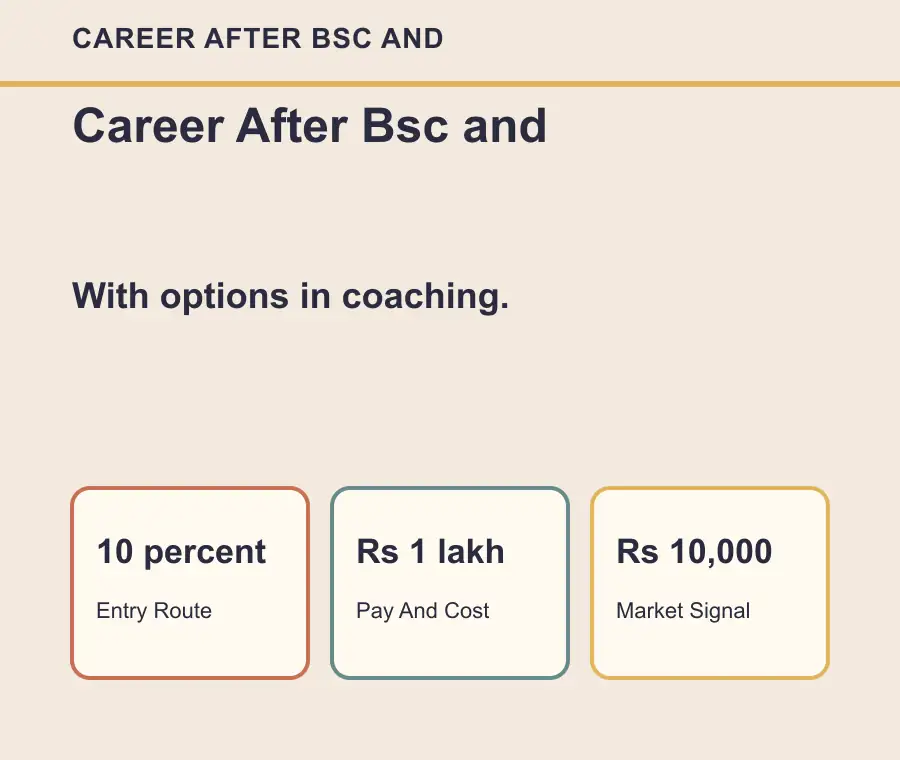 CAREER AFTER BSC AND
Career After Bsc and
With options in coaching.
10 percent
Entry Route
Rs 1 lakh
Pay And Cost
Rs 10,000
Market Signal